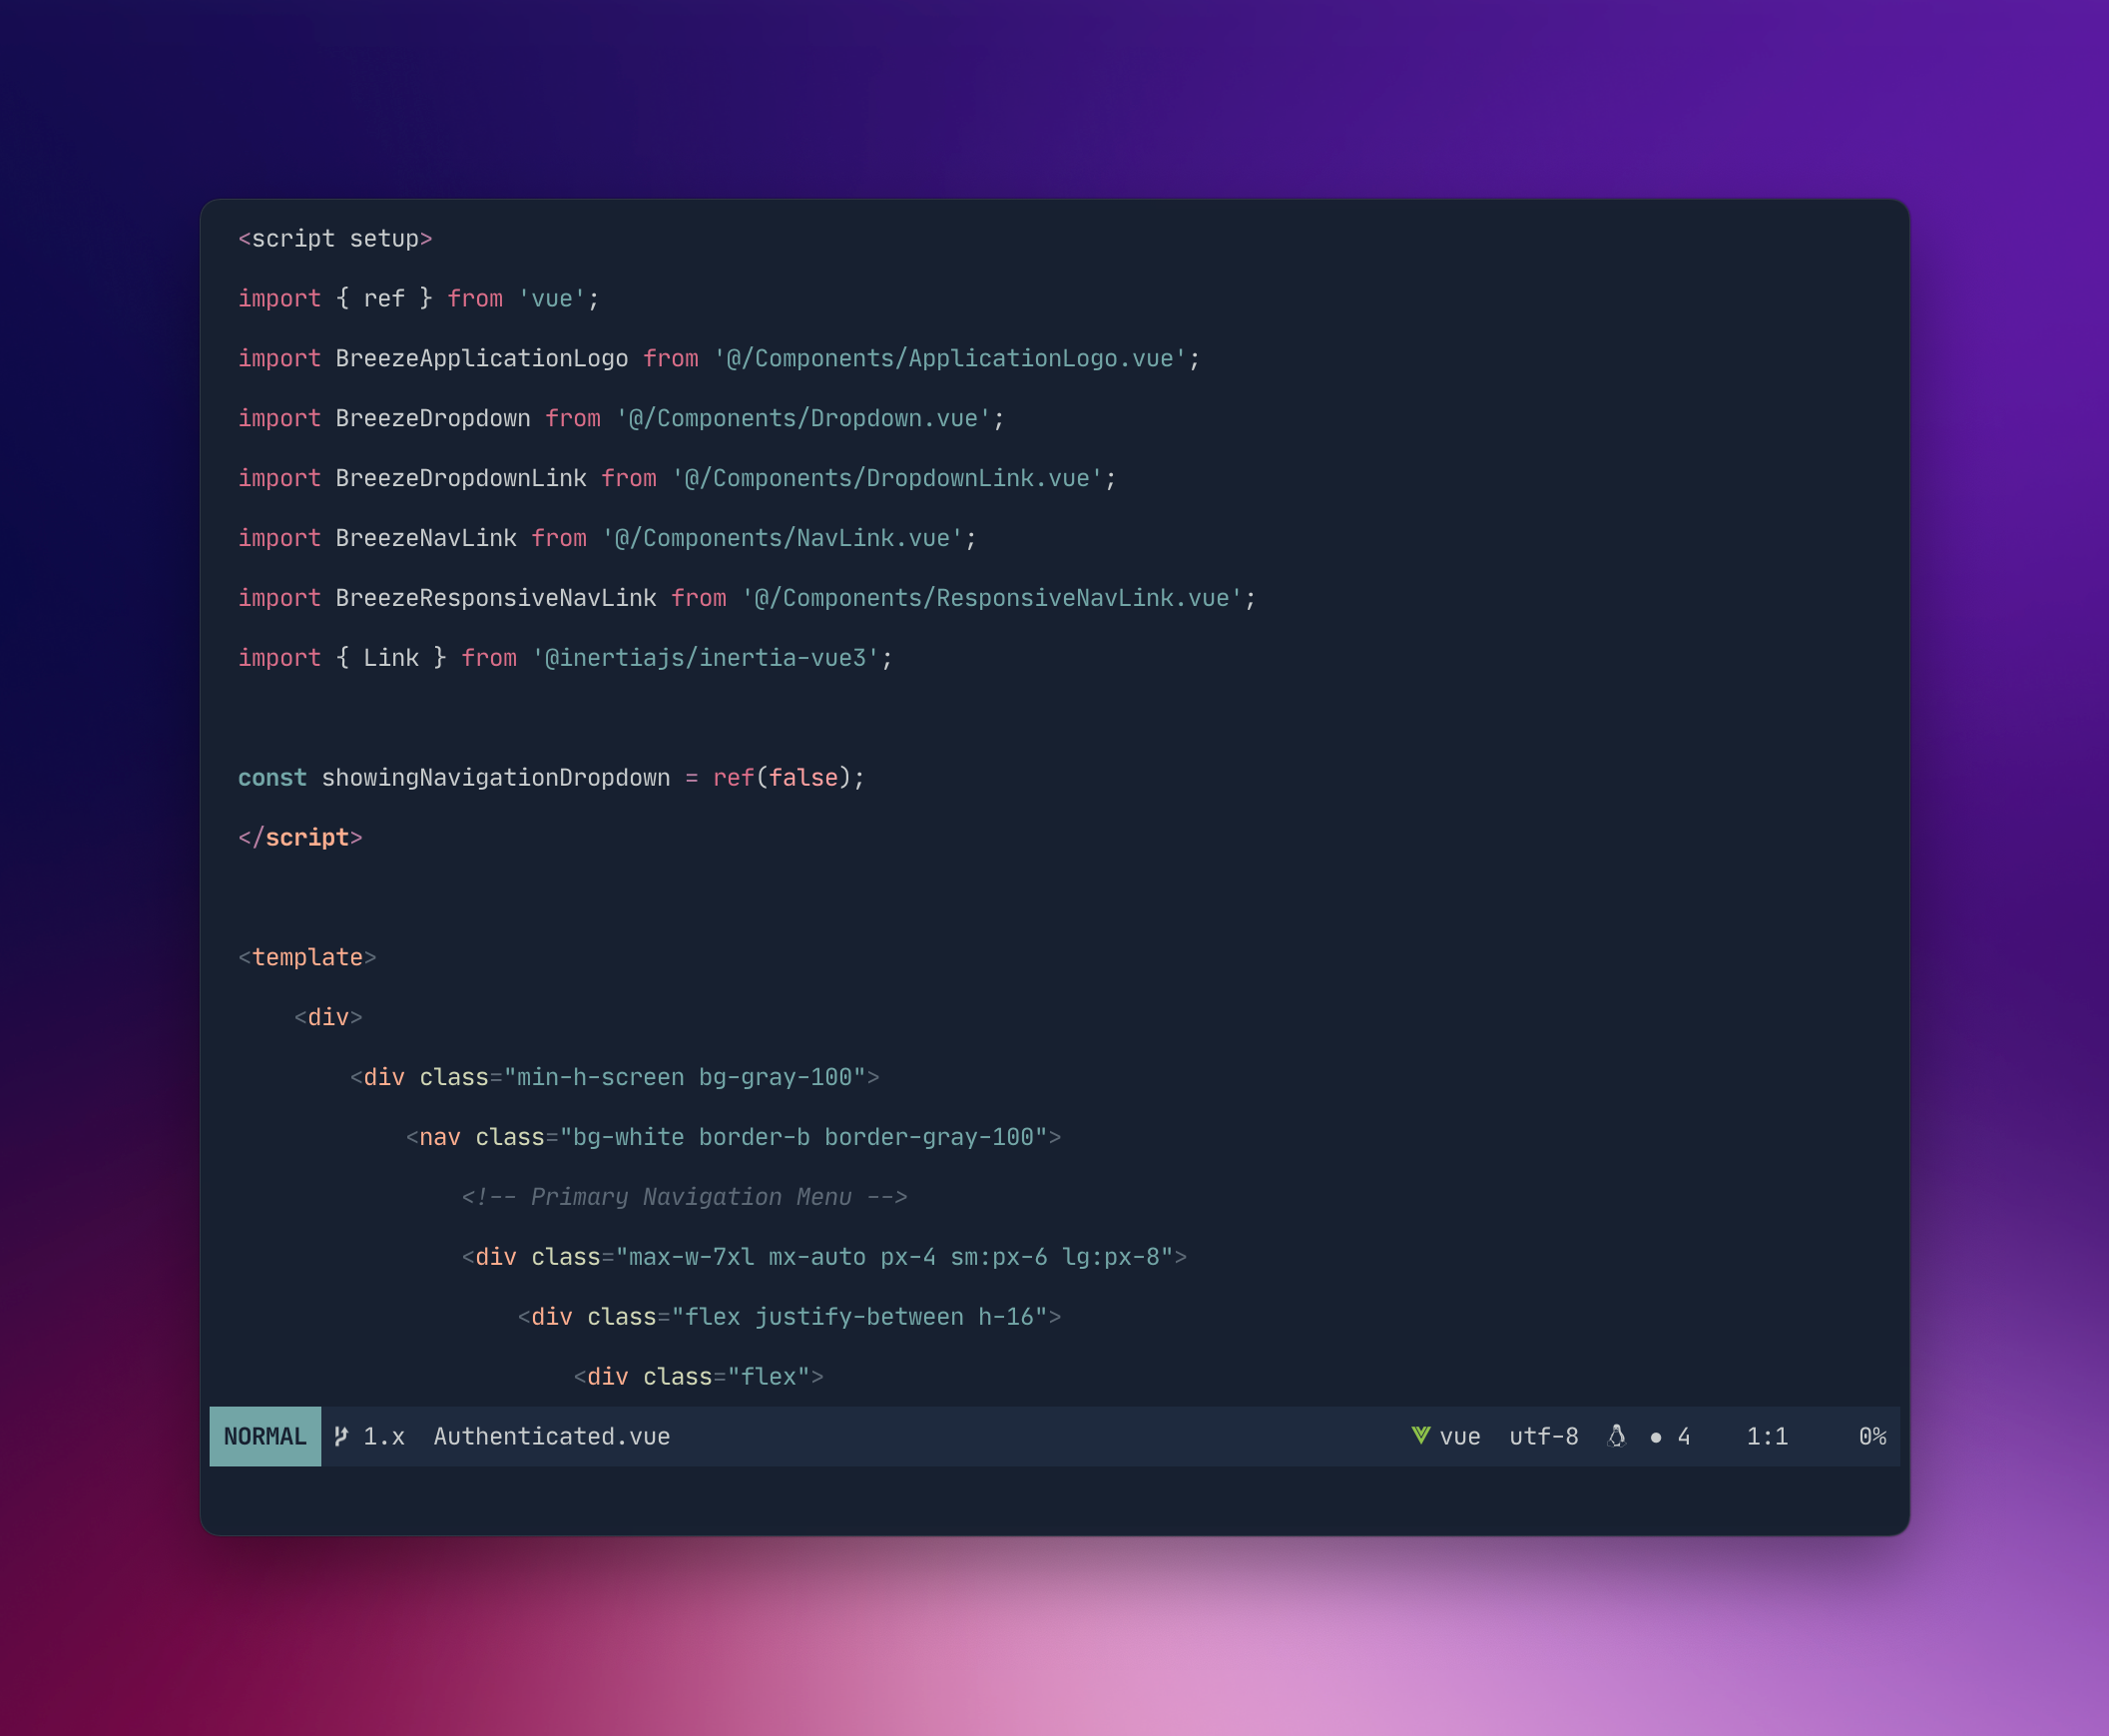 <script setup>
import { ref } from 'vue';
import BreezeApplicationLogo from '@/Components/ApplicationLogo.vue';
import BreezeDropdown from '@/Components/Dropdown.vue';
import BreezeDropdownLink from '@/Components/DropdownLink.vue';
import BreezeNavLink from '@/Components/NavLink.vue';
import BreezeResponsiveNavLink from '@/Components/ResponsiveNavLink.vue';
import { Link } from '@inertiajs/inertia-vue3';

const showingNavigationDropdown = ref(false);
</script>

<template>
    <div>
        <div class="min-h-screen bg-gray-100">
            <nav class="bg-white border-b border-gray-100">
                <!-- Primary Navigation Menu -->
                <div class="max-w-7xl mx-auto px-4 sm:px-6 lg:px-8">
                    <div class="flex justify-between h-16">
                        <div class="flex">
NORMAL 1.x Authenticated.vue vue utf-8 ● 4 1:1 0%